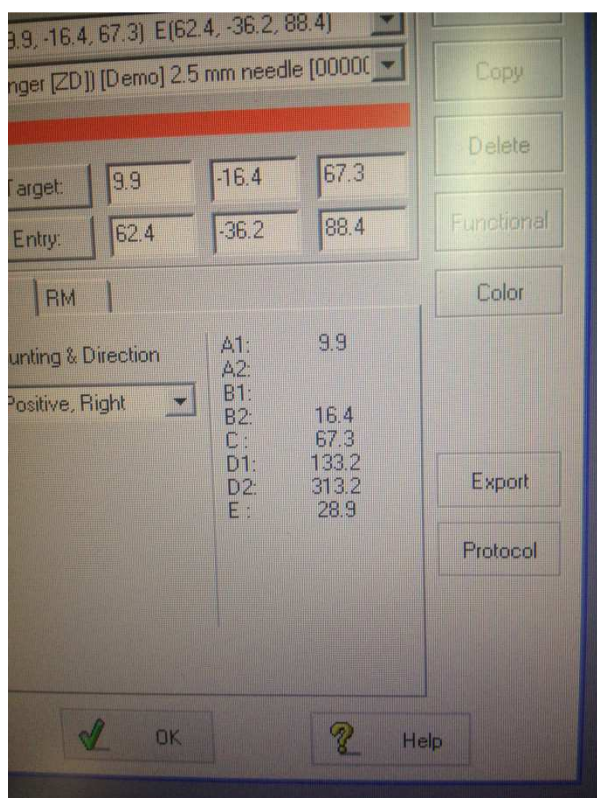 9.9, -16.4, 67.3) E(62.4, -36.2, 88.4)
nger [ZD]) [Demo] 2.5 mm needle [0000
Copy
Delete
Target: 9.9 -16.4 67.3
Functional
Entry: 62.4 -36.2 88.4
RM
Color
unting & Direction
Positive, Right
A1: 9.9
A2:
B1:
B2: 16.4
C : 67.3
D1: 133.2
D2: 313.2
E : 28.9
Export
Protocol
OK
Help